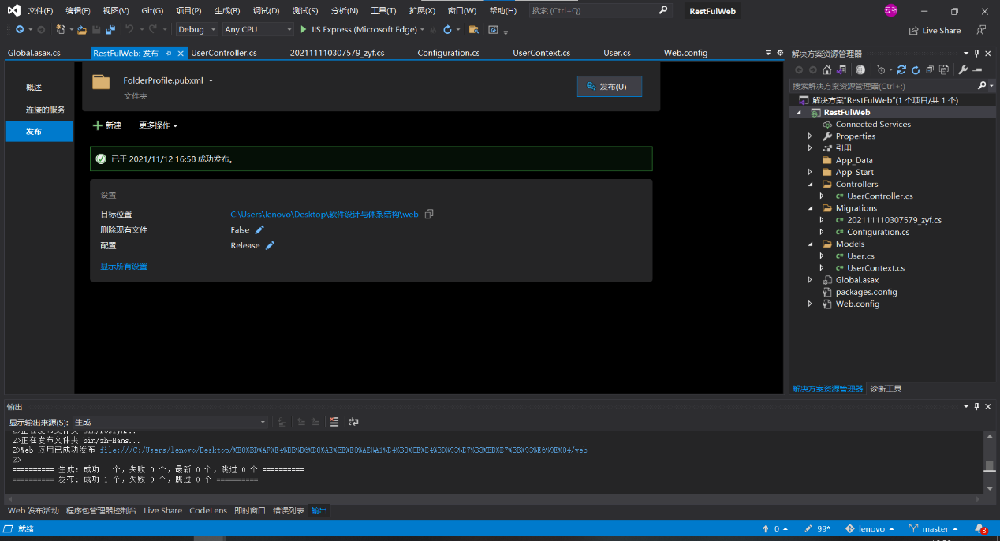 文件(F) 编辑(E) 视图(V) Git(G) 项目(P) 生成(B) 调试(D) 测试(S) 分析(N) 工具(T) 扩展(X) 窗口(W) 帮助(H) 搜索 (Ctrl+Q) RestFulWeb 云融
Debug Any CPU IIS Express (Microsoft Edge) Live Share
Global.asax.cs RestFulWeb: 发布 UserController.cs 202111110307579_zyf.cs Configuration.cs UserContext.cs User.cs Web.config
概述
连接的服务
发布
FolderProfile.pubxml
文件夹
发布(U)
新建 更多操作
已于 2021/11/12 16:58 成功发布。
设置
目标位置 C:\Users\lenovo\Desktop\软件设计与体系结构\web
删除现有文件 False
配置 Release
显示所有设置
解决方案资源管理器
搜索解决方案资源管理器(Ctrl+;)
解决方案"RestFulWeb"(1 个项目/共 1 个)
RestFulWeb
Connected Services
Properties
引用
App_Data
App_Start
Controllers
UserController.cs
Migrations
202111110307579_zyf.cs
Configuration.cs
Models
User.cs
UserContext.cs
Global.asax
packages.config
Web.config
解决方案资源管理器 诊断工具
输出
显示输出来源(S): 生成
2>正在发布文件夹 bin/roslyn...
2>正在发布文件夹 bin/zh-Hans...
2>Web 应用已成功发布 file:///C:/Users/lenovo/Desktop/%E8%BD%AF%E4%BB%B6%E8%AE%BE%E8%AE%A1%E4%B8%8E%E4%BD%93%E7%B3%BB%E7%BB%93%E6%9E%84/web
2>
========== 生成: 成功 1 个，失败 0 个，最新 0 个，跳过 0 个 ==========
========== 发布: 成功 1 个，失败 0 个，跳过 0 个 ==========
Web 发布活动 程序包管理器控制台 Live Share CodeLens 即时窗口 错误列表 输出
就绪 0 99* lenovo master 3